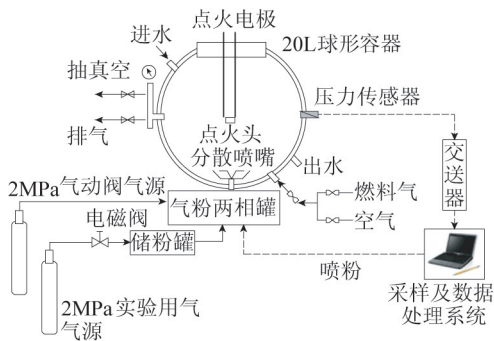 点火电极
进水
20L球形容器
抽真空
压力传感器
排气
点火头
分散喷嘴
出水
交送器
2MPa气动阀气源
气粉两相罐
燃料气
空气
电磁阀
储粉罐
喷粉
2MPa实验用气
气源
采样及数据
处理系统